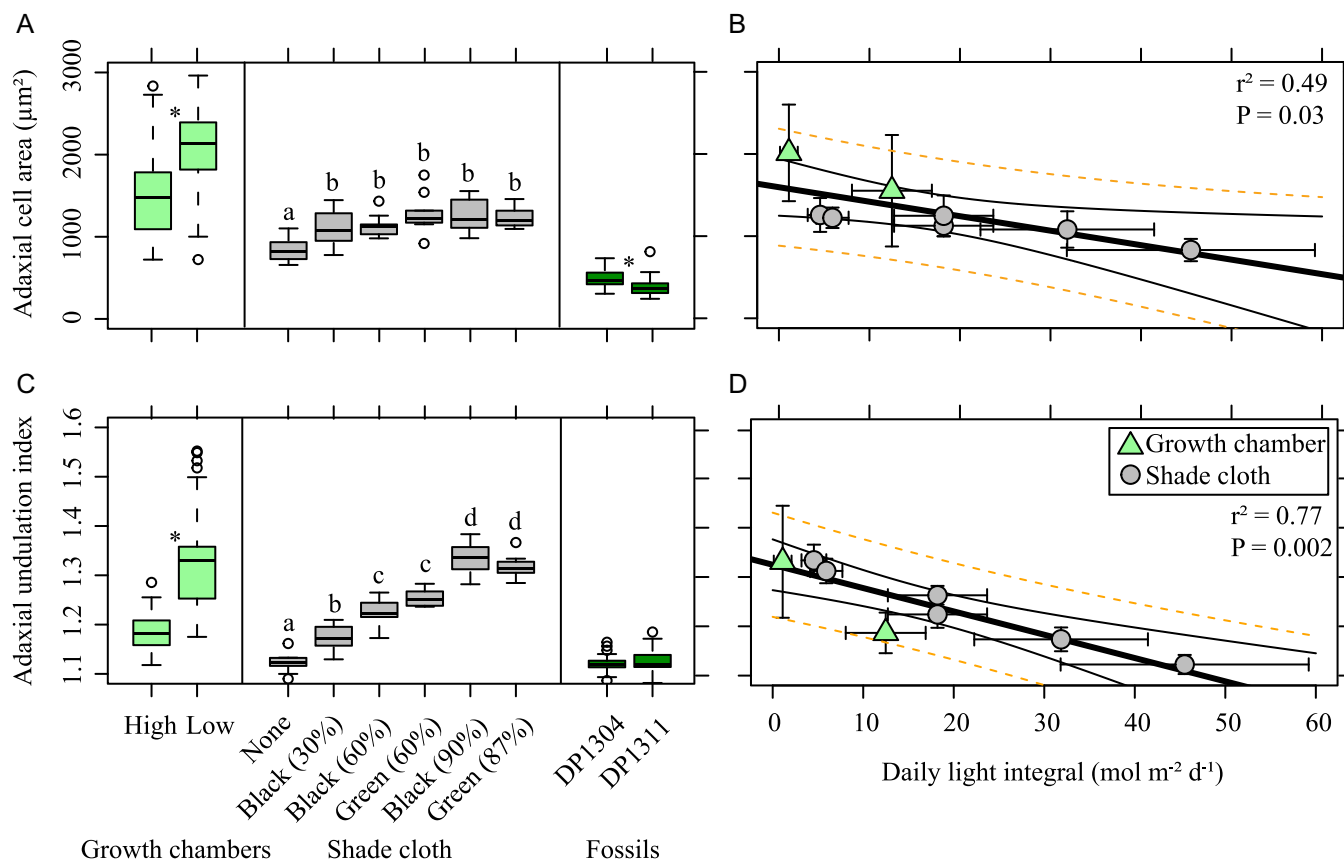 A
B
Adaxial cell area (µm²)
3000
2000
1000
0
*
a
b
b
b
b
b
*
r² = 0.49
P = 0.03
C
D
Adaxial undulation index
1.6
1.5
1.4
1.3
1.2
1.1
*
a
b
c
c
d
d
Growth chamber
Shade cloth
r² = 0.77
P = 0.002
High Low
None
Black (30%)
Black (60%)
Green (60%)
Black (90%)
Green (87%)
DP1304
DP1311
0 10 20 30 40 50 60
Daily light integral (mol m⁻² d⁻¹)
Growth chambers Shade cloth Fossils